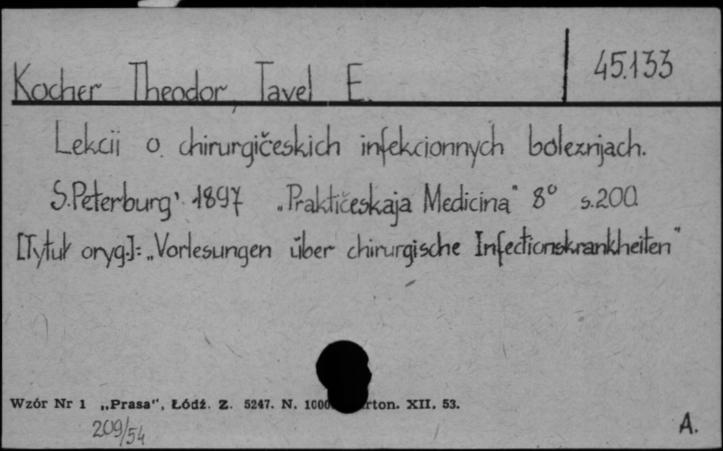 45.133
Kocher Theodor, Tavel E.
Lekcii o chirurgičeskich infekcionnych boleznjach.
S.Peterburg' 1897 „Praktičeskaja Medicina" 8° s.200
[Tytuł oryg.]: „Vorlesungen über chirurgische Infectionskrankheiten"
Wzór Nr 1 „Prasa", Łódź. Z. 5247. N. 1000 rton. XII. 53.
209/54
A.